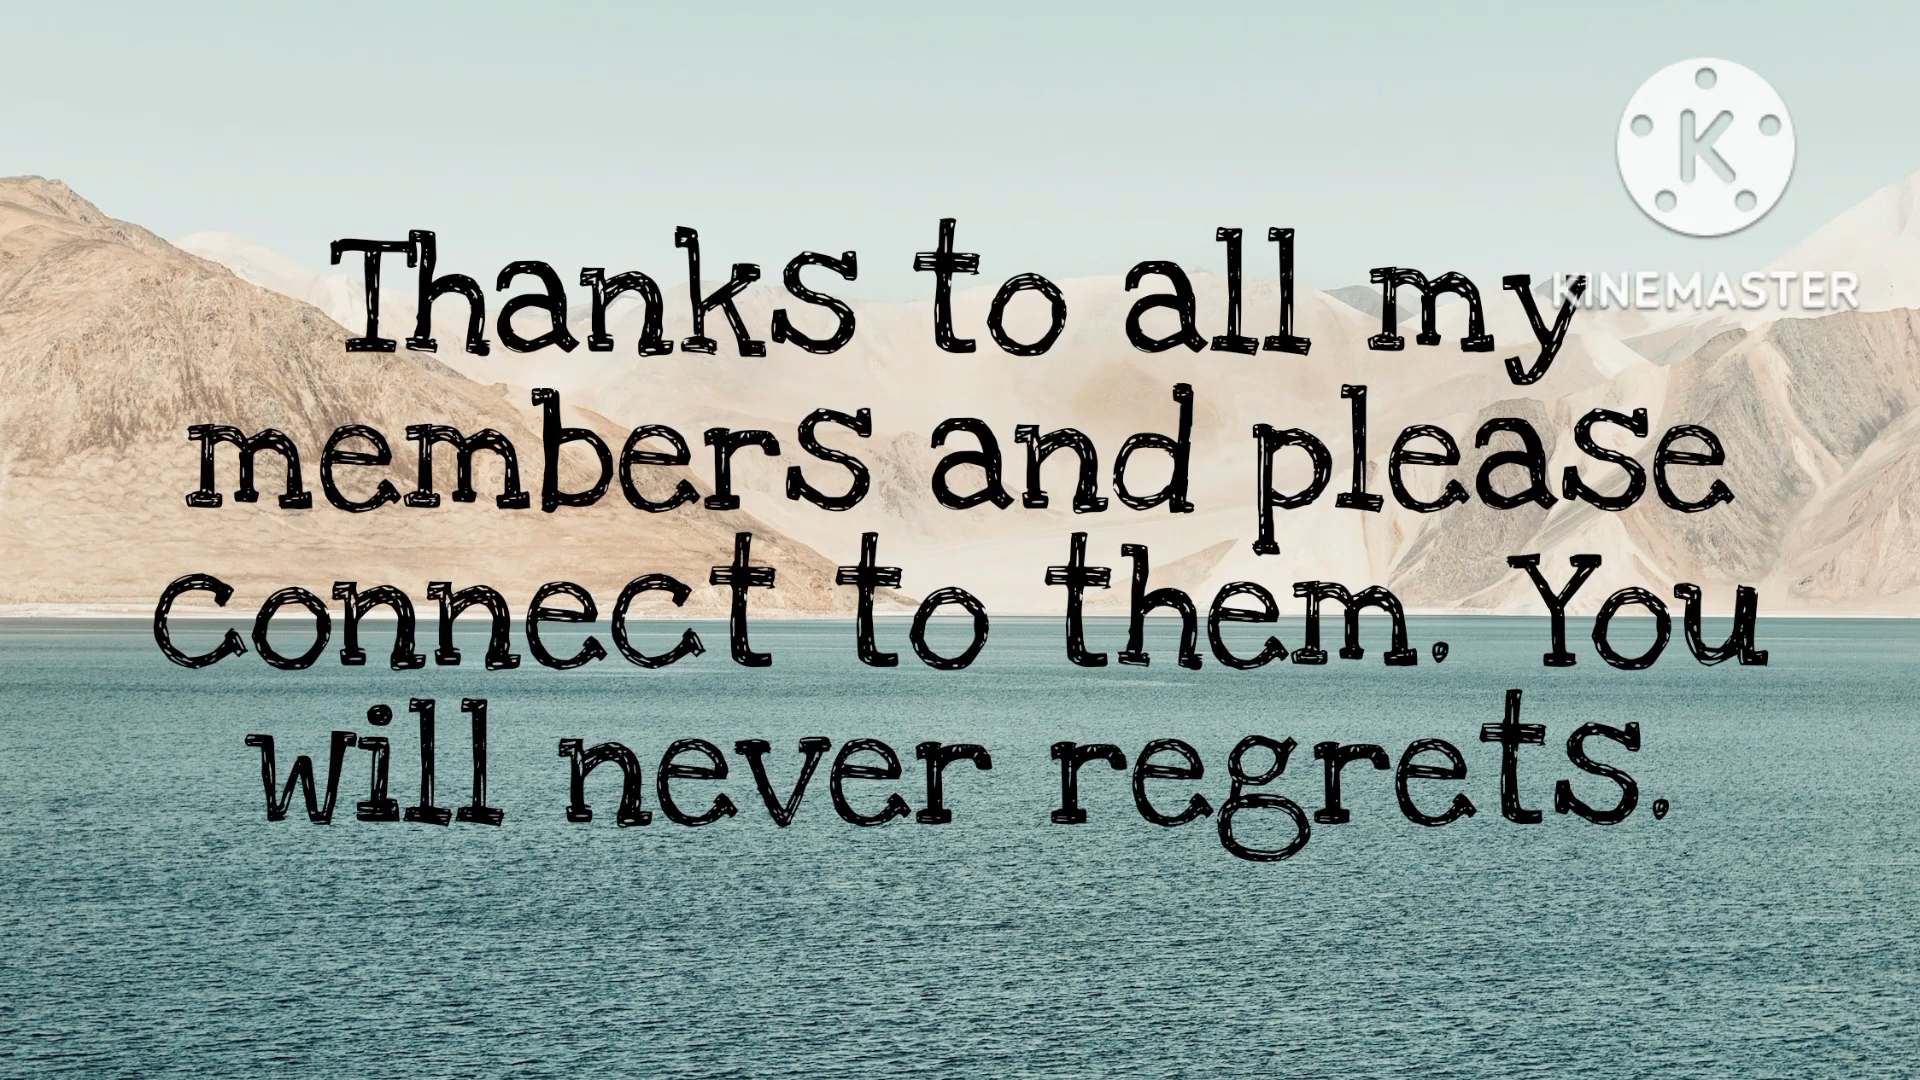 K
KINEMASTER
Thanks to all my
members and please
connect to them. You
will never regrets.